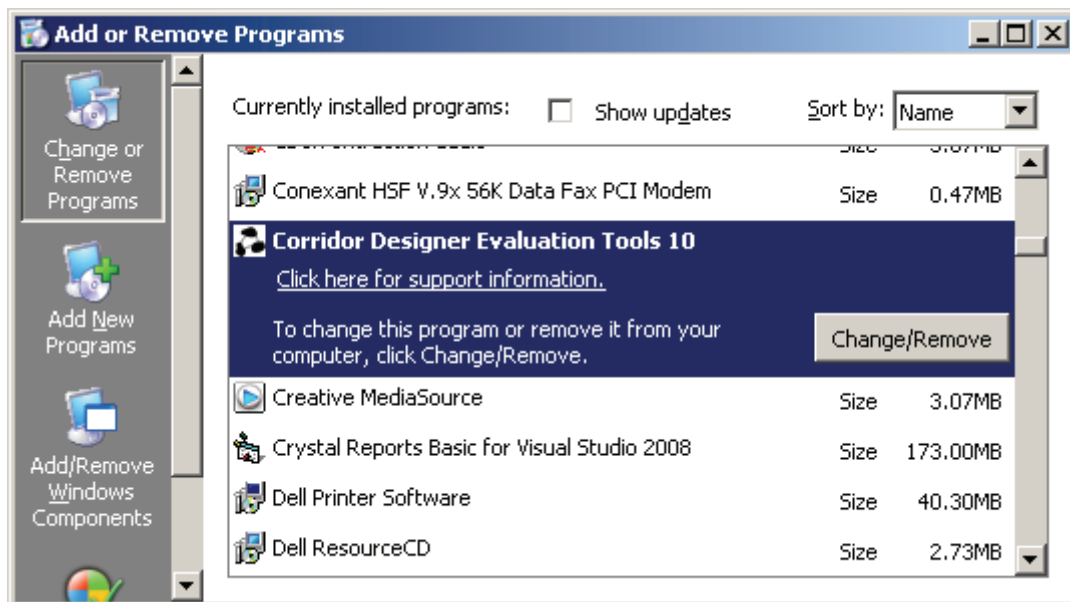 Add or Remove Programs
Change or
Remove
Programs
Add New
Programs
Add/Remove
Windows
Components
Currently installed programs: Show updates Sort by: Name
Size 3.07MB
Conexant HSF V.9x 56K Data Fax PCI Modem Size 0.47MB
Corridor Designer Evaluation Tools 10
Click here for support information.
To change this program or remove it from your
computer, click Change/Remove.
Change/Remove
Creative MediaSource Size 3.07MB
Crystal Reports Basic for Visual Studio 2008 Size 173.00MB
Dell Printer Software Size 40.30MB
Dell ResourceCD Size 2.73MB